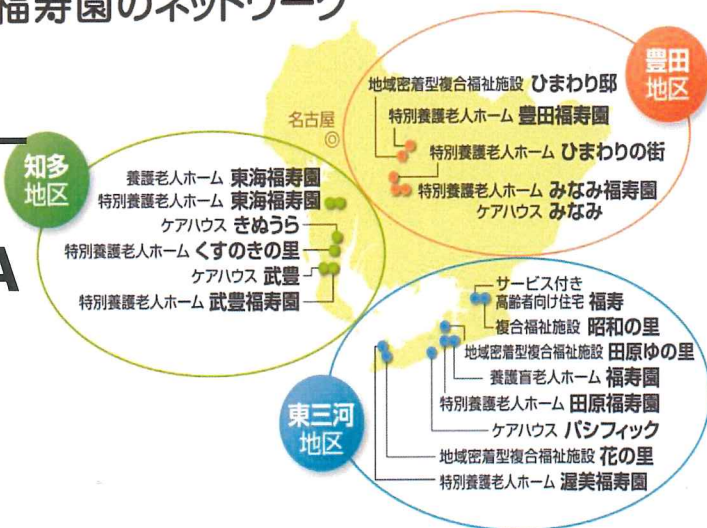 福寿園のネットワーク
豊田
地区
地域密着型複合福祉施設 ひまわり邸
特別養護老人ホーム 豊田福寿園
特別養護老人ホーム ひまわりの街
特別養護老人ホーム みなみ福寿園
ケアハウス みなみ
名古屋
知多
地区
養護老人ホーム 東海福寿園
特別養護老人ホーム 東海福寿園
ケアハウス きぬうら
特別養護老人ホーム くすのきの里
ケアハウス 武豊
特別養護老人ホーム 武豊福寿園
A
サービス付き
高齢者向け住宅 福寿
複合福祉施設 昭和の里
地域密着型複合福祉施設 田原ゆの里
養護盲老人ホーム 福寿園
特別養護老人ホーム 田原福寿園
ケアハウス パシフィック
地域密着型複合福祉施設 花の里
特別養護老人ホーム 渥美福寿園
東三河
地区